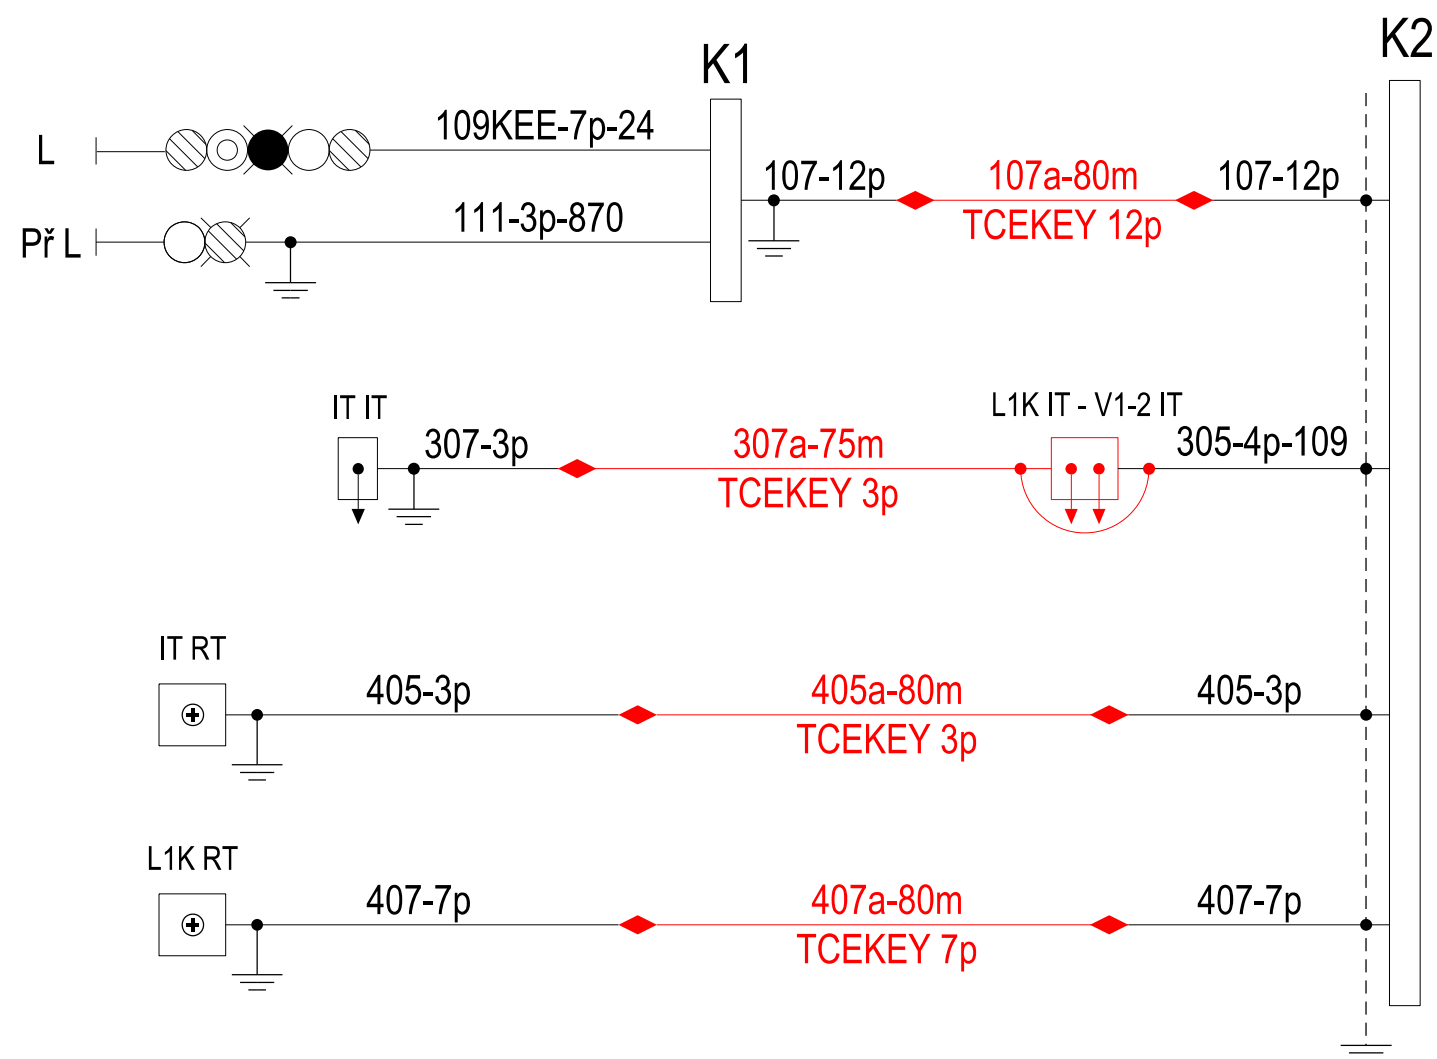 K1
K2
L
109KEE-7p-24
107-12p
107a-80m
TCEKEY 12p
107-12p
Př L
111-3p-870
IT IT
307-3p
307a-75m
TCEKEY 3p
L1K IT - V1-2 IT
305-4p-109
IT RT
405-3p
405a-80m
TCEKEY 3p
405-3p
L1K RT
407-7p
407a-80m
TCEKEY 7p
407-7p